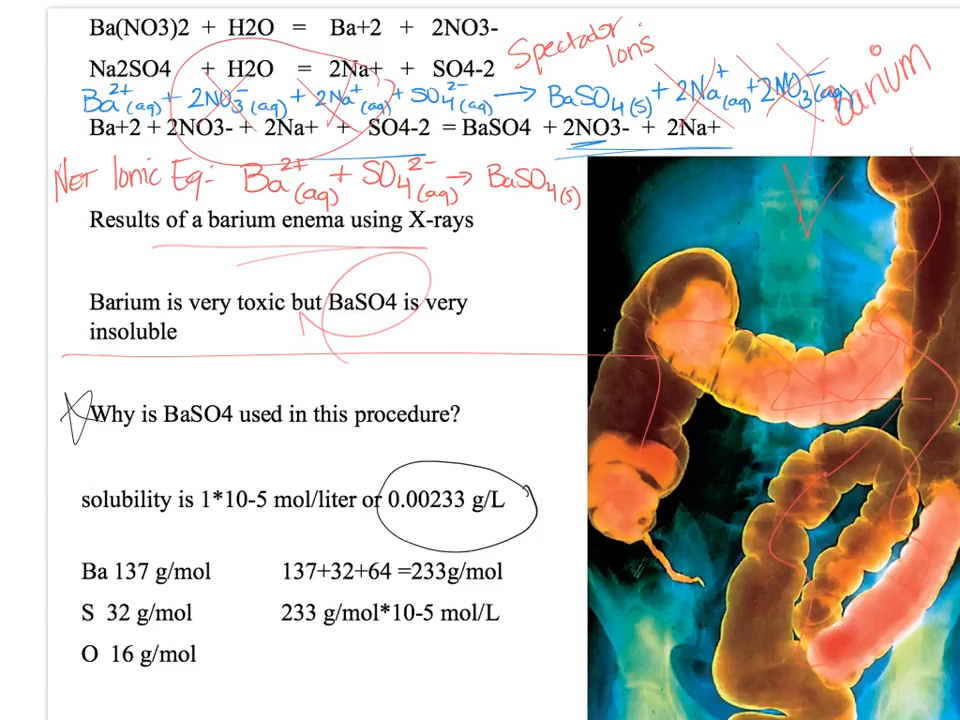 Ba(NO3)2 + H2O = Ba+2 + 2NO3-
Spectador Ions
Na2SO4 + H2O = 2Na+ + SO4-2
Barium
Ba²⁺(aq) + 2NO₃⁻(aq) + 2Na⁺(aq) + SO₄²⁻(aq) → BaSO₄(s) + 2Na⁺(aq) + 2NO₃⁻(aq)
Ba+2 + 2NO3- + 2Na+ + SO4-2 = BaSO4 + 2NO3- + 2Na+
Net Ionic Eq: Ba²⁺(aq) + SO₄²⁻(aq) → BaSO₄(s)
Results of a barium enema using X-rays
Barium is very toxic but BaSO4 is very
insoluble
Why is BaSO4 used in this procedure?
solubility is 1*10-5 mol/liter or 0.00233 g/L
Ba 137 g/mol 137+32+64 =233g/mol
S 32 g/mol 233 g/mol*10-5 mol/L
O 16 g/mol